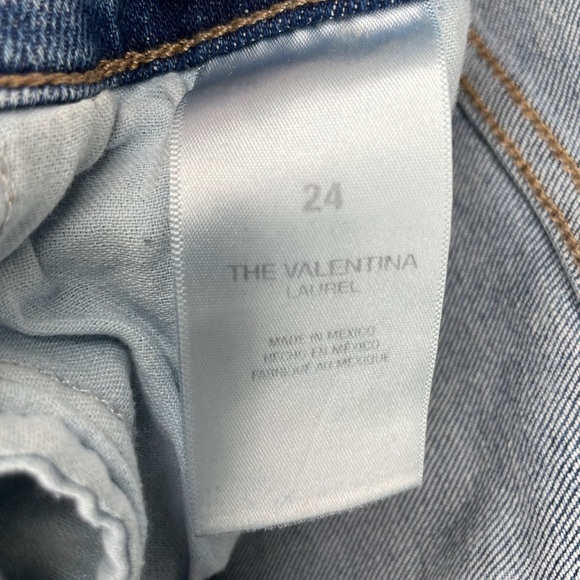 24
THE VALENTINA
LAUREL
MADE IN MEXICO
HECHO EN MÉXICO
FABRIQUÉ AU MEXIQUE